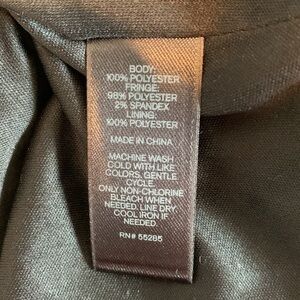 BODY:
100% POLYESTER
FRINGE:
98% POLYESTER
2% SPANDEX
LINING:
100% POLYESTER
MADE IN CHINA
MACHINE WASH
COLD WITH LIKE
COLORS, GENTLE
CYCLE.
ONLY NON-CHLORINE
BLEACH WHEN
NEEDED. LINE DRY.
COOL IRON IF
NEEDED.
RN# 55285